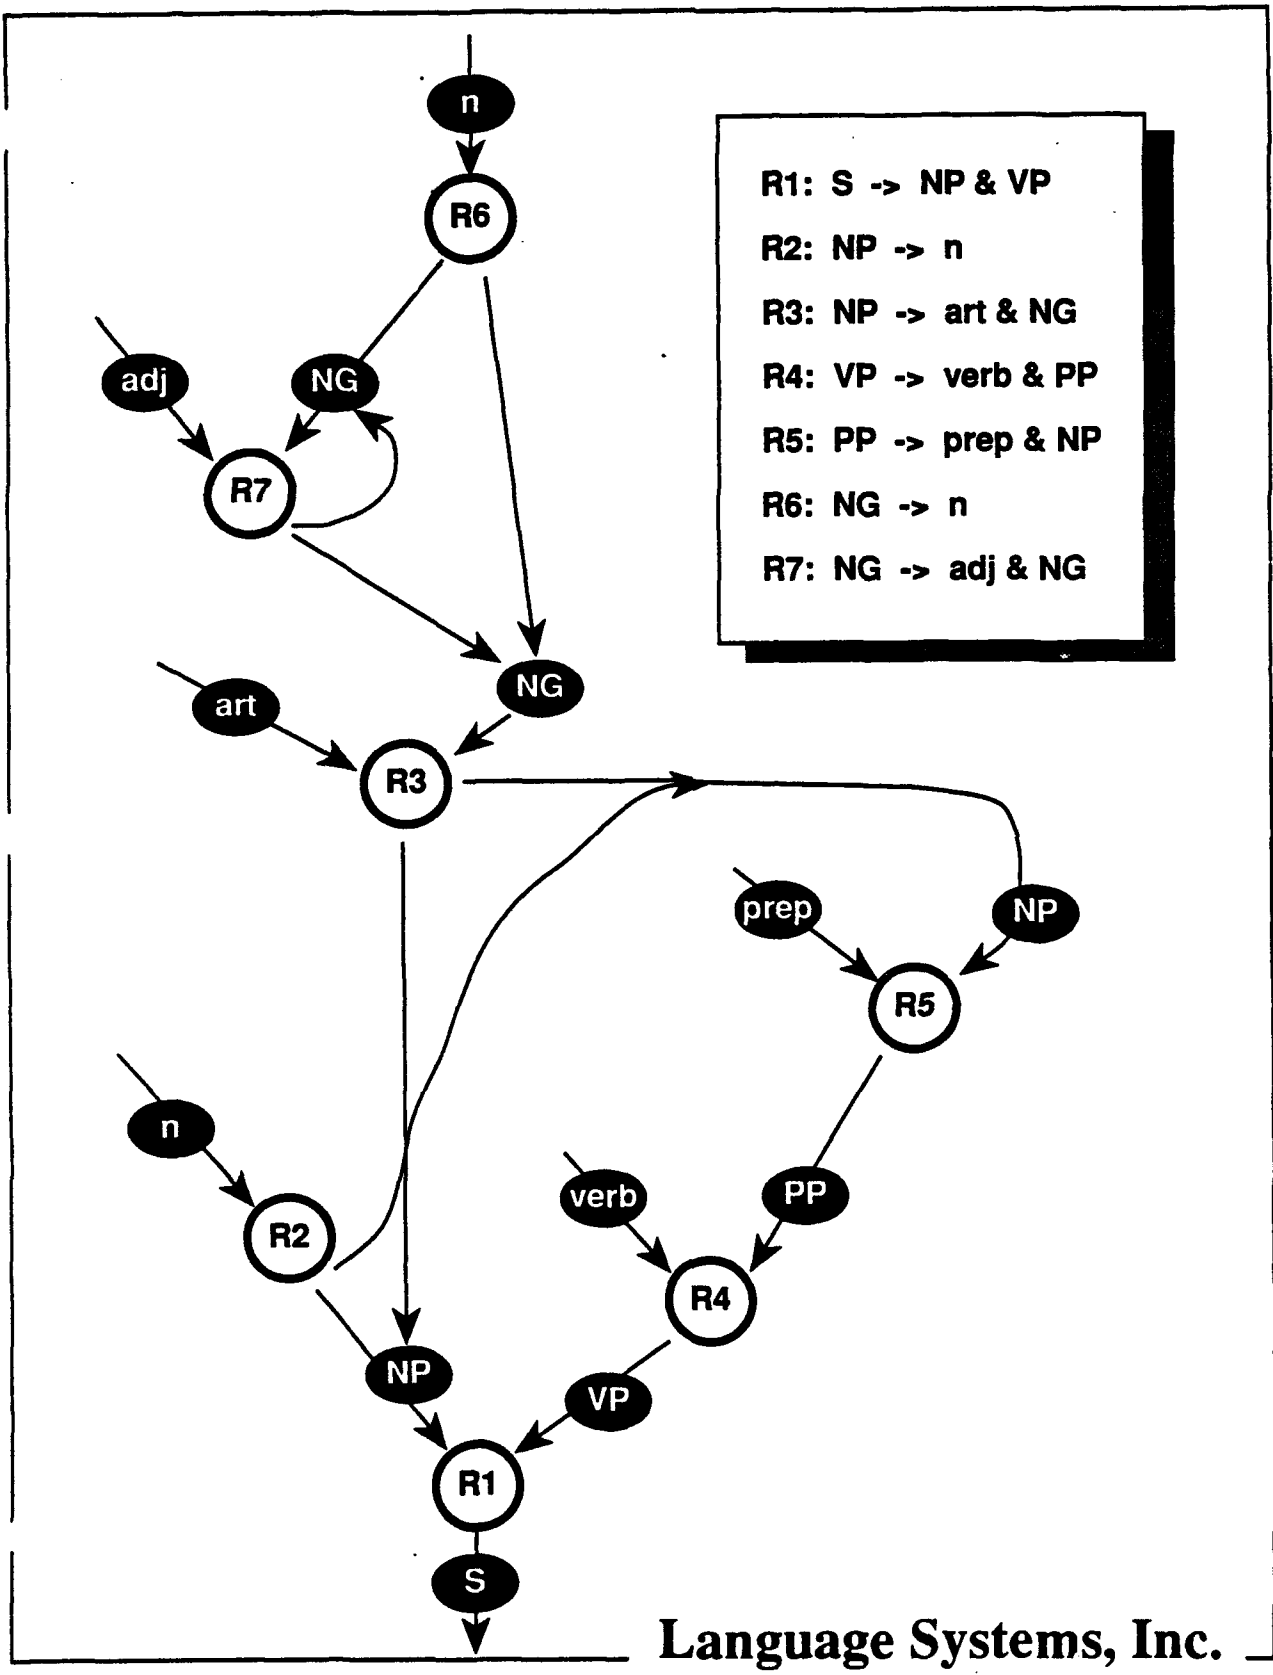 n
R6
R1: S -> NP & VP
R2: NP -> n
R3: NP -> art & NG
R4: VP -> verb & PP
R5: PP -> prep & NP
R6: NG -> n
R7: NG -> adj & NG
adj
NG
R7
NG
art
R3
prep
NP
R5
n
R2
verb
PP
R4
NP
VP
R1
S
Language Systems, Inc.